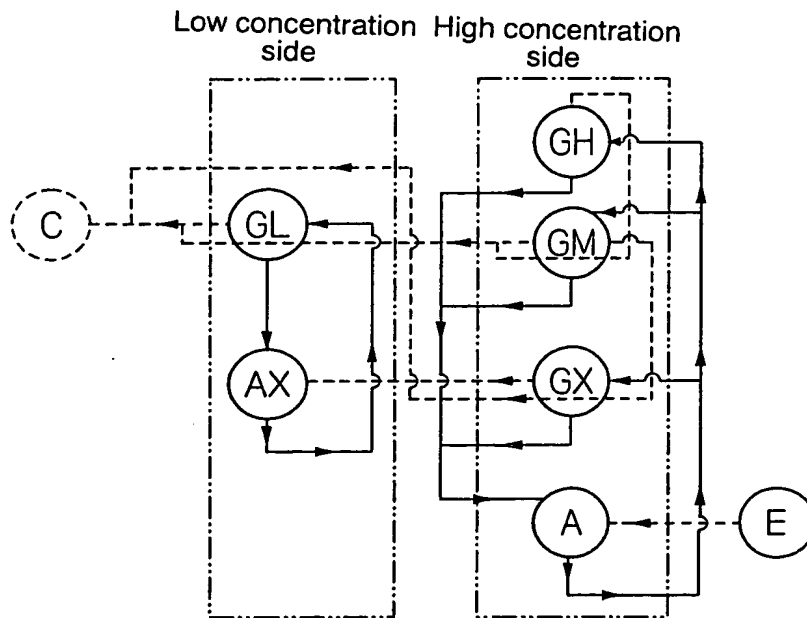 Low concentration side
High concentration side
GH
C
GL
GM
AX
GX
A
E